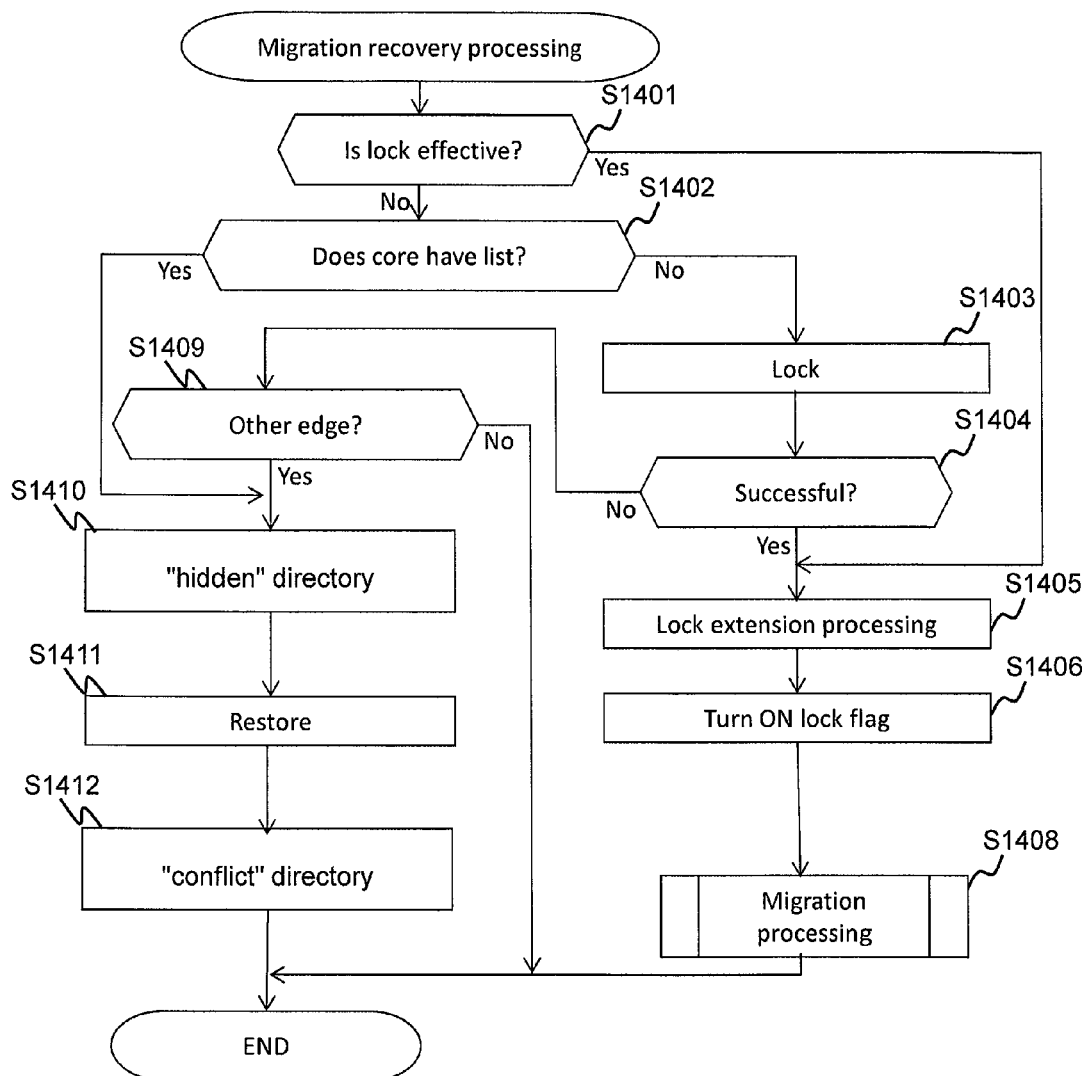 Migration recovery processing
S1401
Is lock effective?
Yes
No
S1402
Does core have list?
Yes
No
S1403
Lock
S1409
Other edge?
No
Yes
S1404
Successful?
No
Yes
S1410
"hidden" directory
S1405
Lock extension processing
S1411
Restore
S1406
Turn ON lock flag
S1412
"conflict" directory
S1408
Migration
processing
END